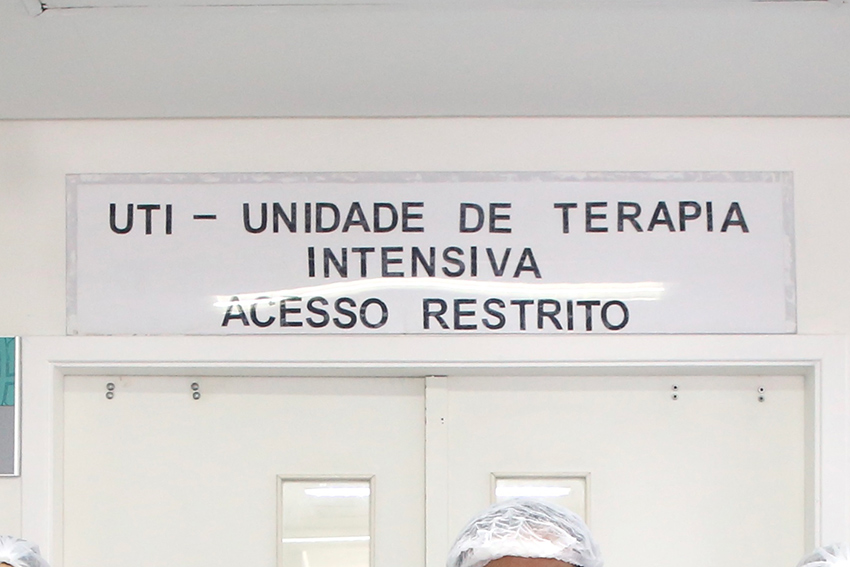 UTI - UNIDADE DE TERAPIA
INTENSIVA
ACESSO RESTRITO